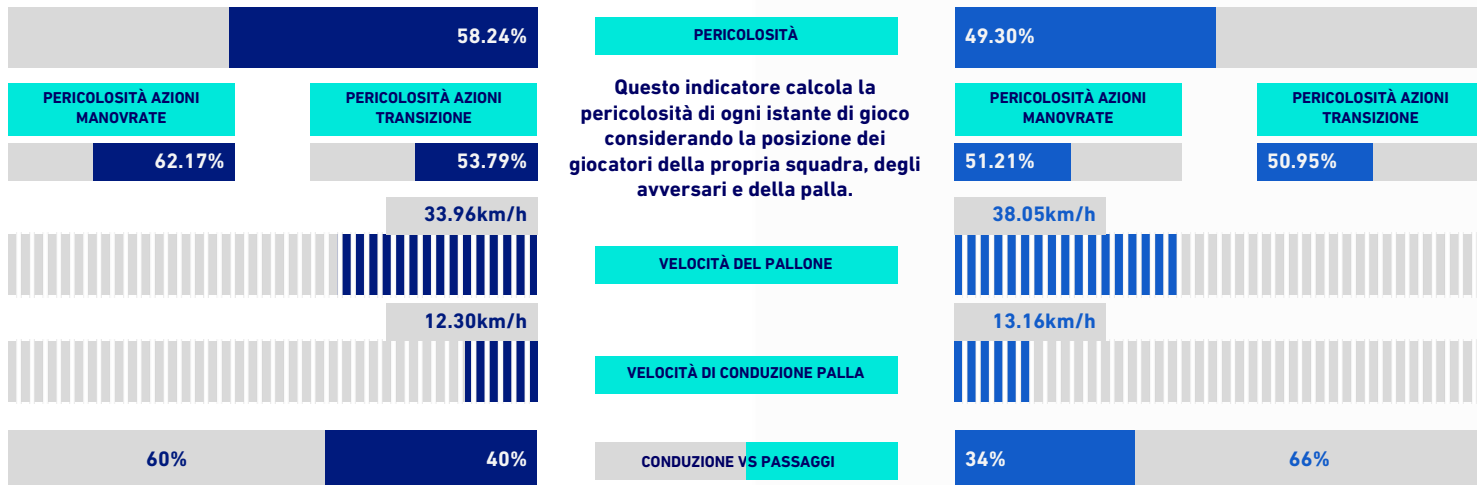 58.24%
PERICOLOSITÀ
49.30%
PERICOLOSITÀ AZIONI
MANOVRATE
PERICOLOSITÀ AZIONI
TRANSIZIONE
Questo indicatore calcola la
pericolosità di ogni istante di gioco
considerando la posizione dei
giocatori della propria squadra, degli
avversari e della palla.
PERICOLOSITÀ AZIONI
MANOVRATE
PERICOLOSITÀ AZIONI
TRANSIZIONE
62.17%
53.79%
51.21%
50.95%
33.96km/h
38.05km/h
VELOCITÀ DEL PALLONE
12.30km/h
13.16km/h
VELOCITÀ DI CONDUZIONE PALLA
60%
40%
CONDUZIONE VS PASSAGGI
34%
66%